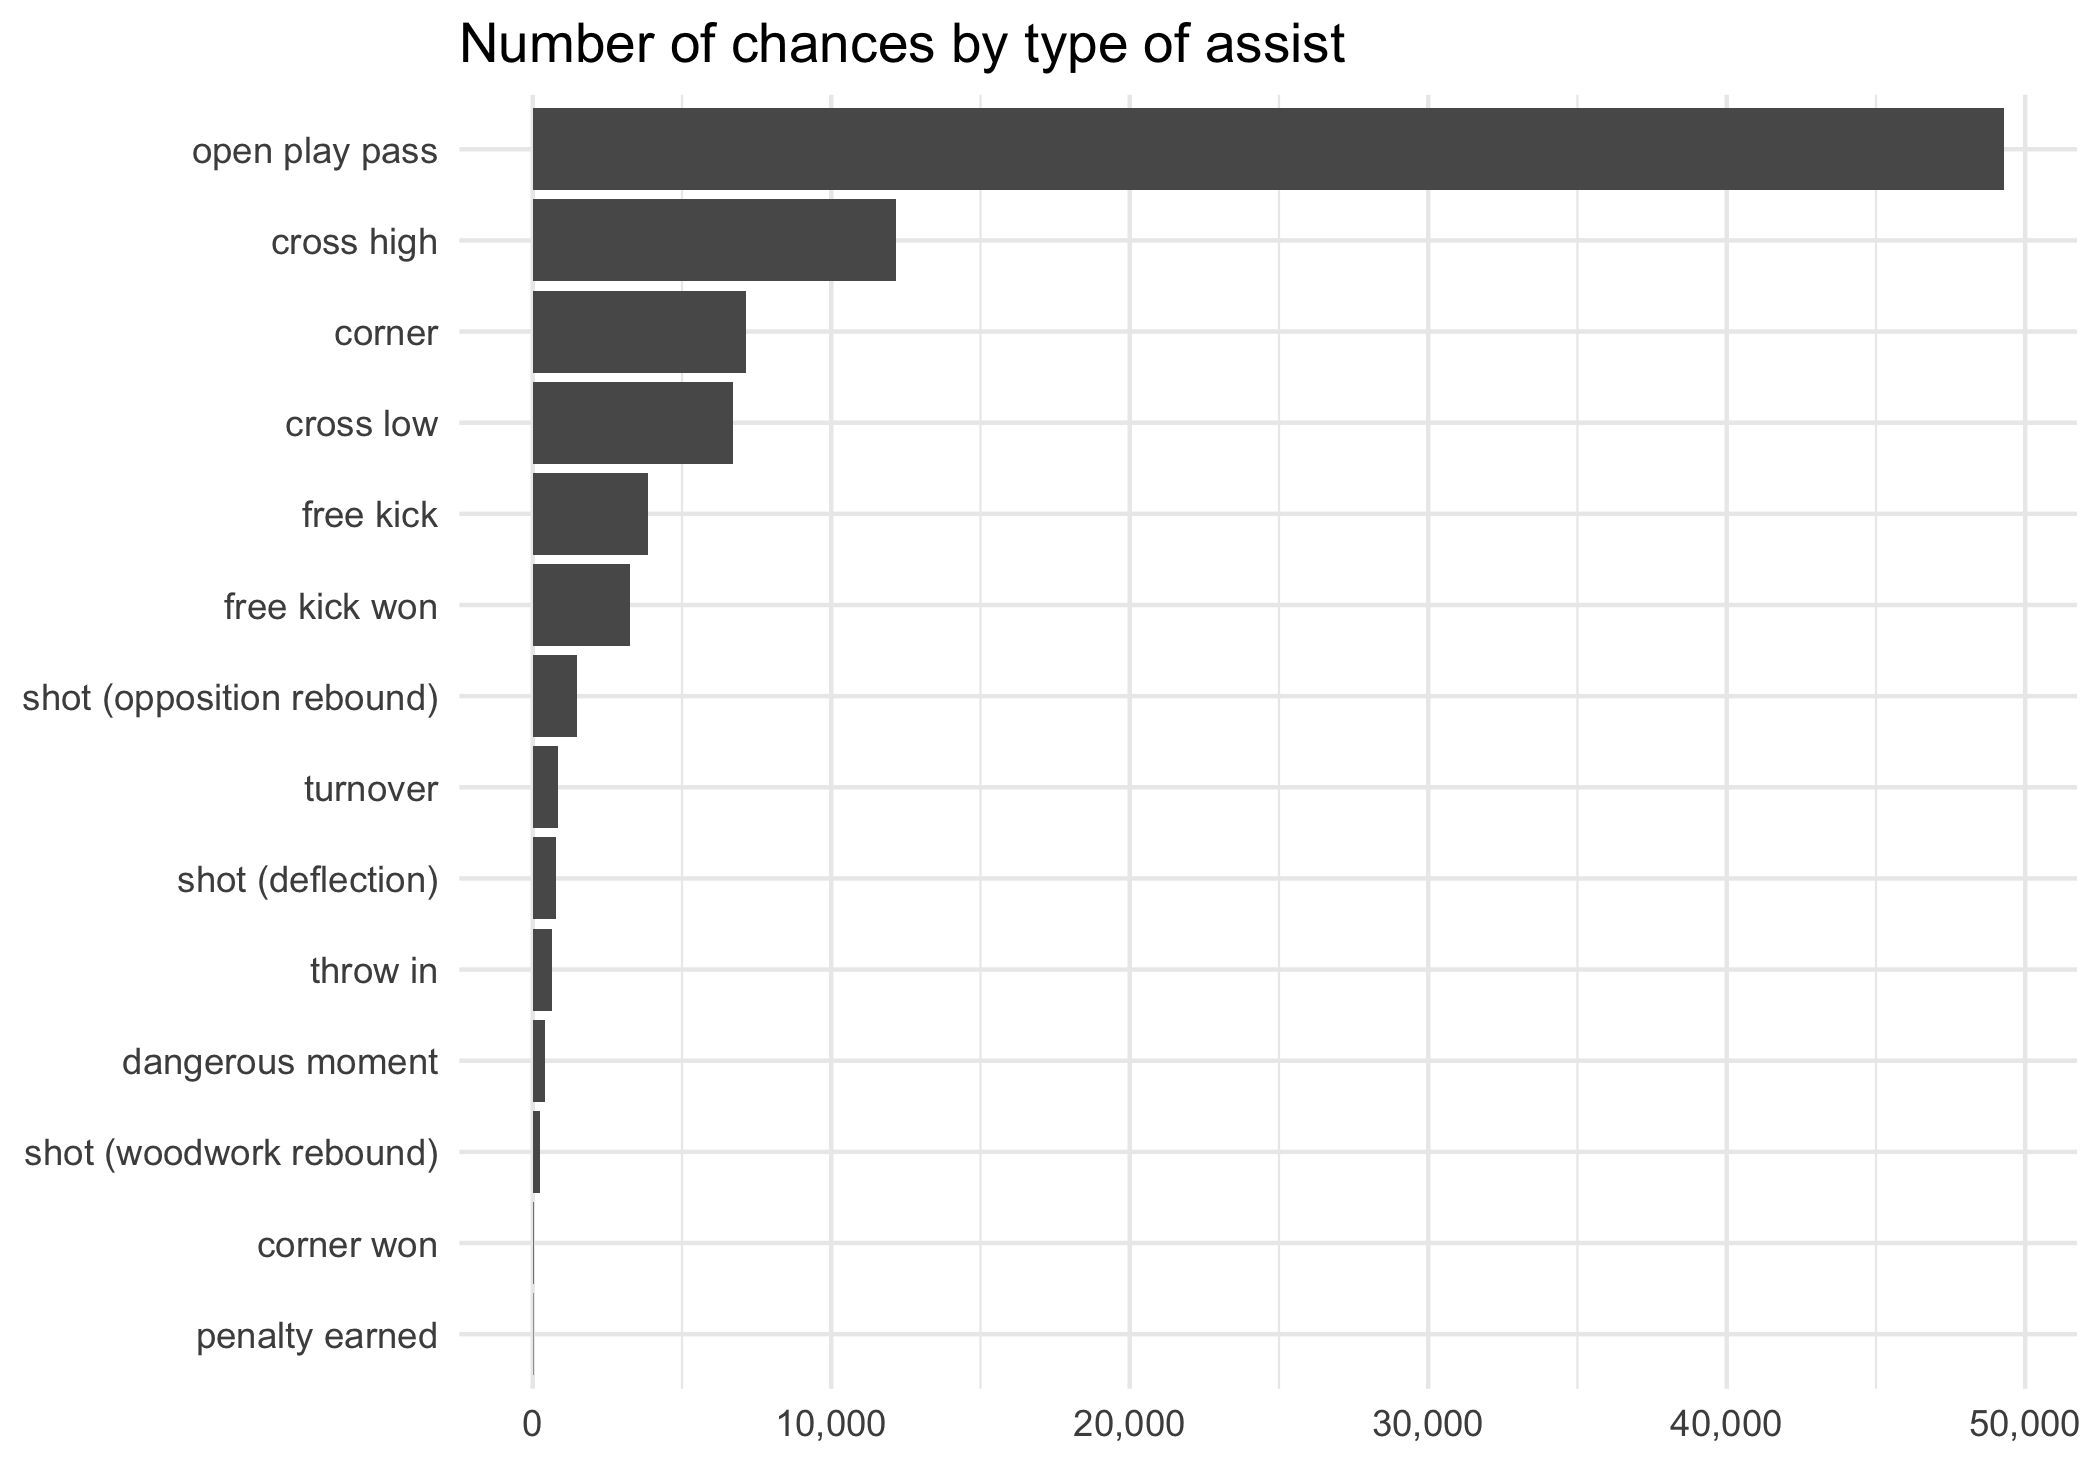 Number of chances by type of assist
open play pass
cross high
corner
cross low
free kick
free kick won
shot (opposition rebound)
turnover
shot (deflection)
throw in
dangerous moment
shot (woodwork rebound)
corner won
penalty earned
0 10,000 20,000 30,000 40,000 50,000